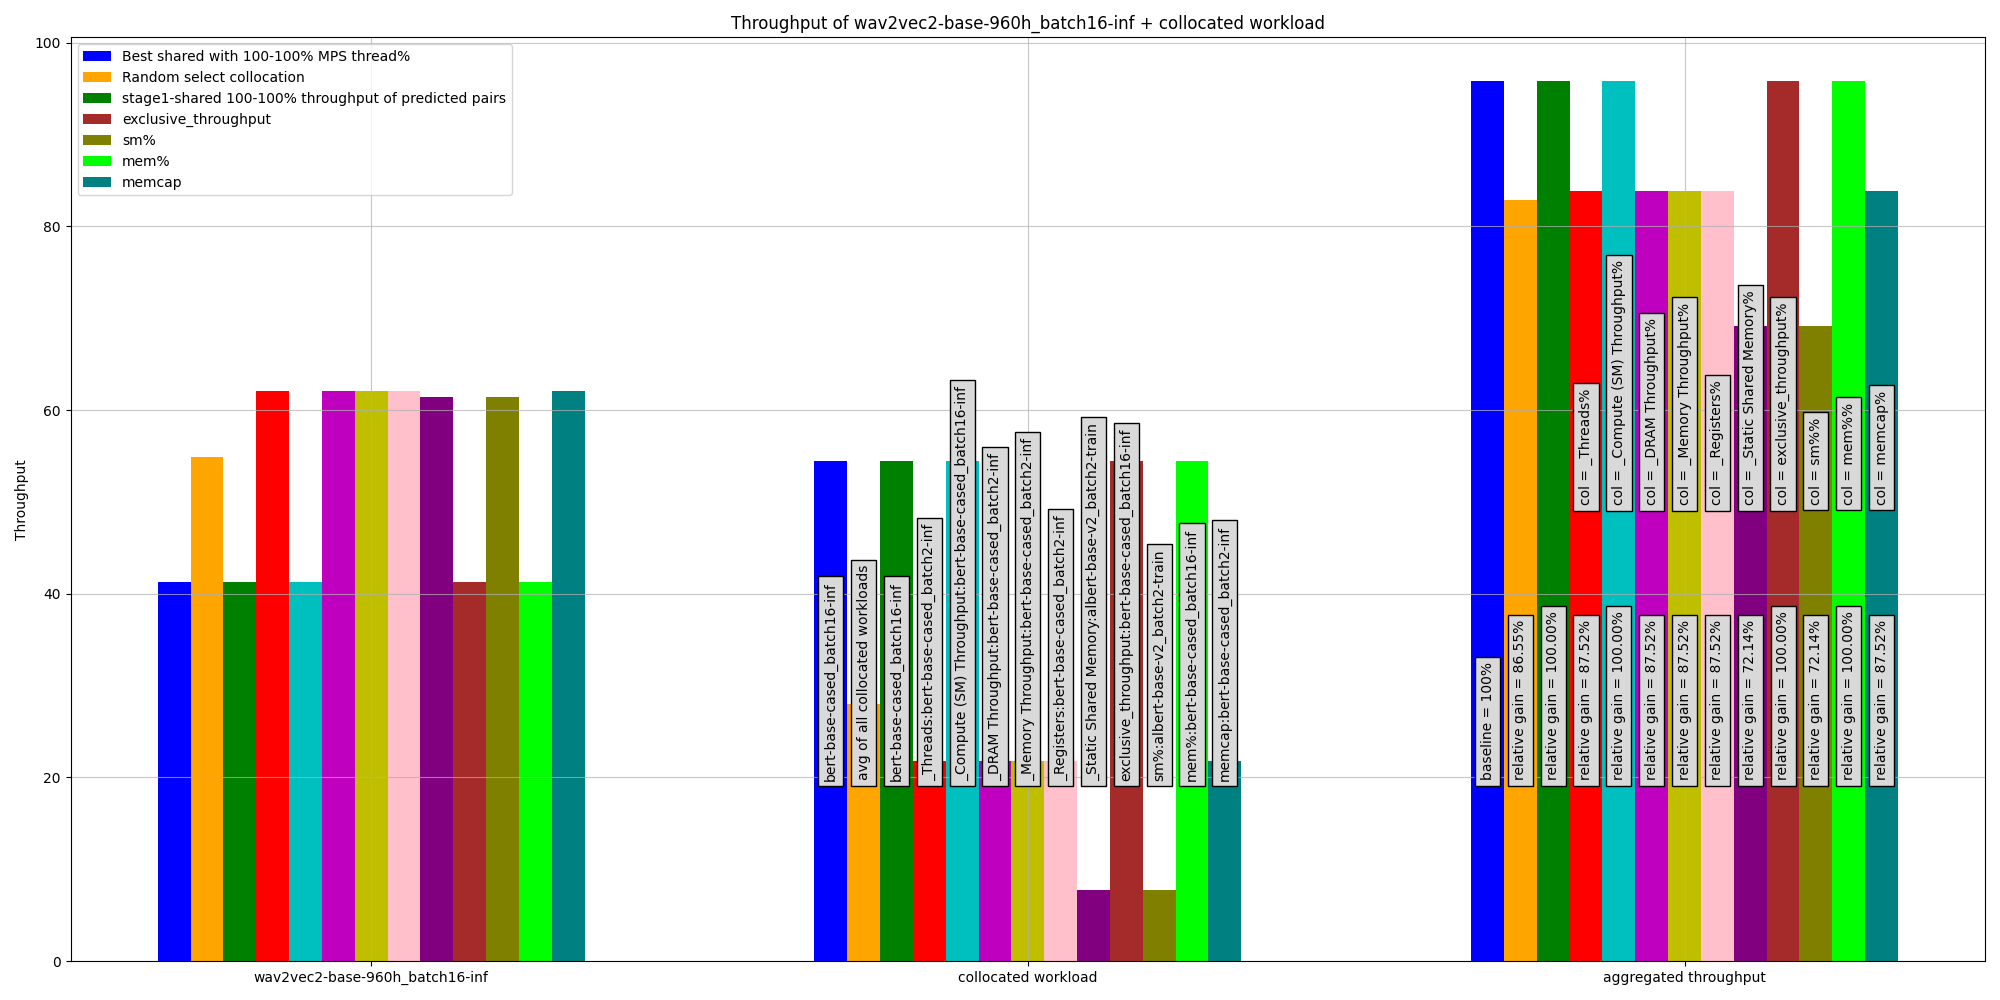 Throughput of wav2vec2-base-960h_batch16-inf + collocated workload
Best shared with 100-100% MPS thread%
Random select collocation
stage1-shared 100-100% throughput of predicted pairs
exclusive_throughput
sm%
mem%
memcap
Throughput
100
80
60
40
20
0
bert-base-cased_batch16-inf
avg of all collocated workloads
bert-base-cased_batch16-inf
_Threads:bert-base-cased_batch2-inf
_Compute (SM) Throughput:bert-base-cased_batch16-inf
_DRAM Throughput:bert-base-cased_batch2-inf
_Memory Throughput:bert-base-cased_batch2-inf
_Registers:bert-base-cased_batch2-inf
_Static Shared Memory:albert-base-v2_batch2-train
exclusive_throughput:bert-base-cased_batch16-inf
sm%:albert-base-v2_batch2-train
mem%:bert-base-cased_batch16-inf
memcap:bert-base-cased_batch2-inf
col = _Threads%
col = _Compute (SM) Throughput%
col = _DRAM Throughput%
col = _Memory Throughput%
col = _Registers%
col = _Static Shared Memory%
col = exclusive_throughput%
col = sm%%
col = mem%%
col = memcap%
baseline = 100%
relative gain = 86.55%
relative gain = 100.00%
relative gain = 87.52%
relative gain = 100.00%
relative gain = 87.52%
relative gain = 87.52%
relative gain = 87.52%
relative gain = 72.14%
relative gain = 100.00%
relative gain = 72.14%
relative gain = 100.00%
relative gain = 87.52%
wav2vec2-base-960h_batch16-inf
collocated workload
aggregated throughput